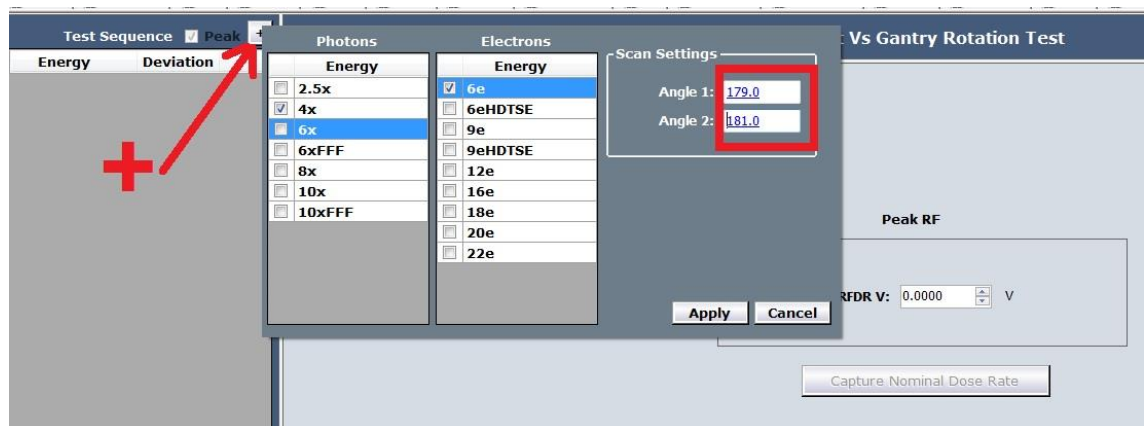 Test Sequence Peak +
Energy Deviation
Photons
Energy
2.5x
4x
6x
6xFFF
8x
10x
10xFFF
Electrons
Energy
6e
6eHDTSE
9e
9eHDTSE
12e
16e
18e
20e
22e
Scan Settings
Angle 1: 179.0
Angle 2: 181.0
Apply Cancel
Vs Gantry Rotation Test
Peak RF
RFDR V: 0.0000 V
Capture Nominal Dose Rate